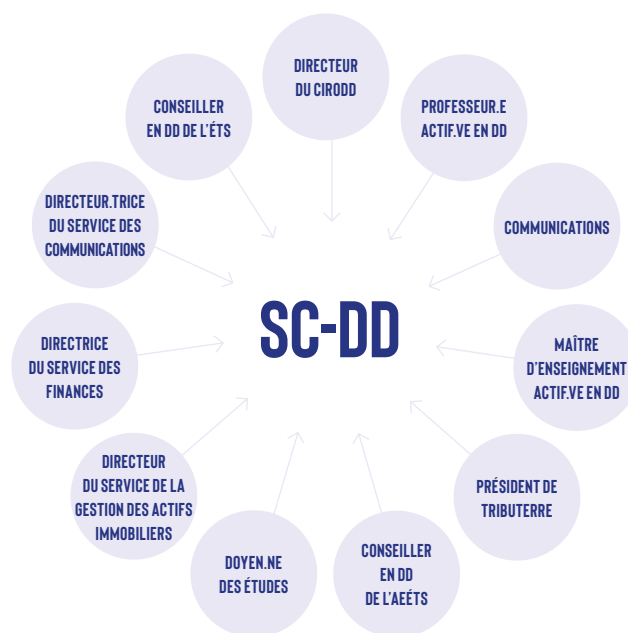 DIRECTEUR
DU CIRODD
PROFESSEUR.E
ACTIF.VE EN DD
COMMUNICATIONS
MAÎTRE
D'ENSEIGNEMENT
ACTIF.VE EN DD
PRÉSIDENT DE
TRIBUTERRE
CONSEILLER
EN DD
DE L'AEÉTS
DOYEN.NE
DES ÉTUDES
DIRECTEUR
DU SERVICE DE LA
GESTION DES ACTIFS
IMMOBILIERS
DIRECTRICE
DU SERVICE DES
FINANCES
DIRECTEUR.TRICE
DU SERVICE DES
COMMUNICATIONS
CONSEILLER
EN DD DE L'ÉTS
SC-DD